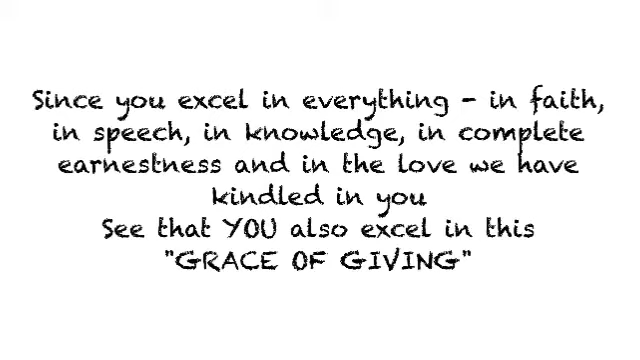 Since you excel in everything - in faith,
in speech, in knowledge, in complete
earnestness and in the love we have
kindled in you
See that YOU also excel in this
"GRACE OF GIVING"